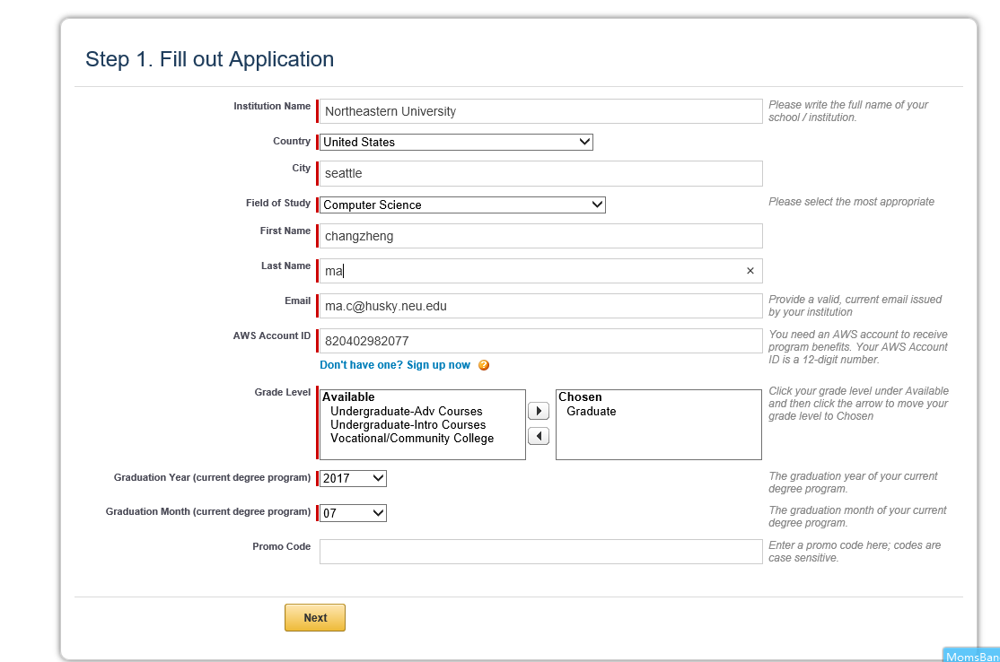 Step 1. Fill out Application
Institution Name
Northeastern University
Please write the full name of your
school / institution.
Country
United States
City
seattle
Field of Study
Computer Science
Please select the most appropriate
First Name
changzheng
Last Name
ma
×
Email
ma.c@husky.neu.edu
Provide a valid, current email issued
by your institution
AWS Account ID
820402982077
You need an AWS account to receive
program benefits. Your AWS Account
ID is a 12-digit number.
Don't have one? Sign up now ?
Grade Level
Available
Undergraduate-Adv Courses
Undergraduate-Intro Courses
Vocational/Community College
Chosen
Graduate
Click your grade level under Available
and then click the arrow to move your
grade level to Chosen
Graduation Year (current degree program)
2017
The graduation year of your current
degree program.
Graduation Month (current degree program)
07
The graduation month of your current
degree program.
Promo Code
Enter a promo code here; codes are
case sensitive.
Next
MomsBan